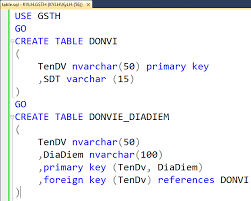 USE GSTH
GO
CREATE TABLE DONVI
(
TenDV nvarchar(50) primary key
,SDT varchar (15)
)
GO
CREATE TABLE DONVIE_DIADIEM
(
TenDV nvarchar(50)
,DiaDiem nvarchar(100)
,primary key (TenDv, DiaDiem)
,foreign key (TenDv) references DONVI
)